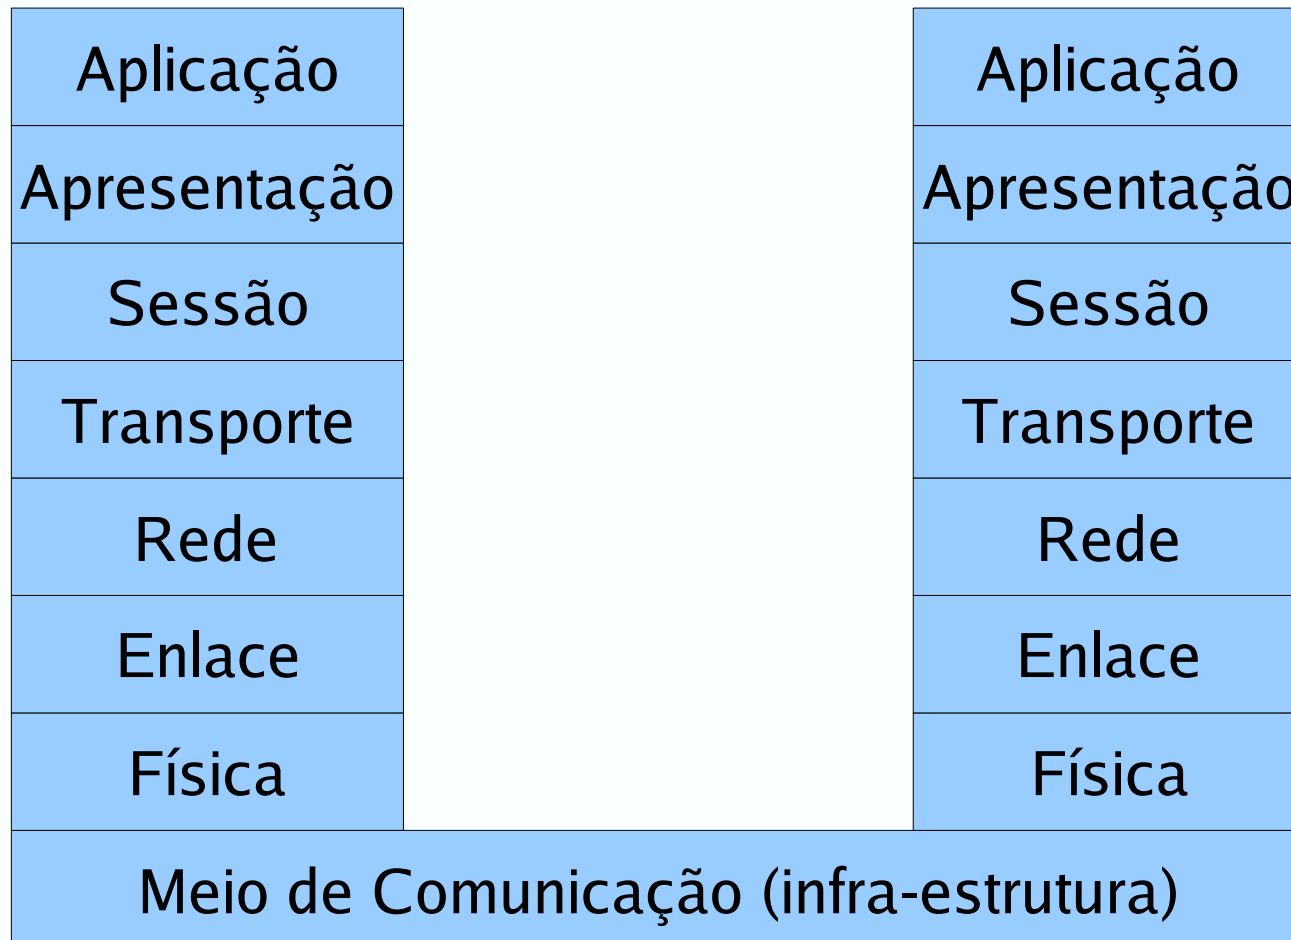 Aplicação
Apresentação
Sessão
Transporte
Rede
Enlace
Física
Aplicação
Apresentação
Sessão
Transporte
Rede
Enlace
Física
Meio de Comunicação (infra-estrutura)